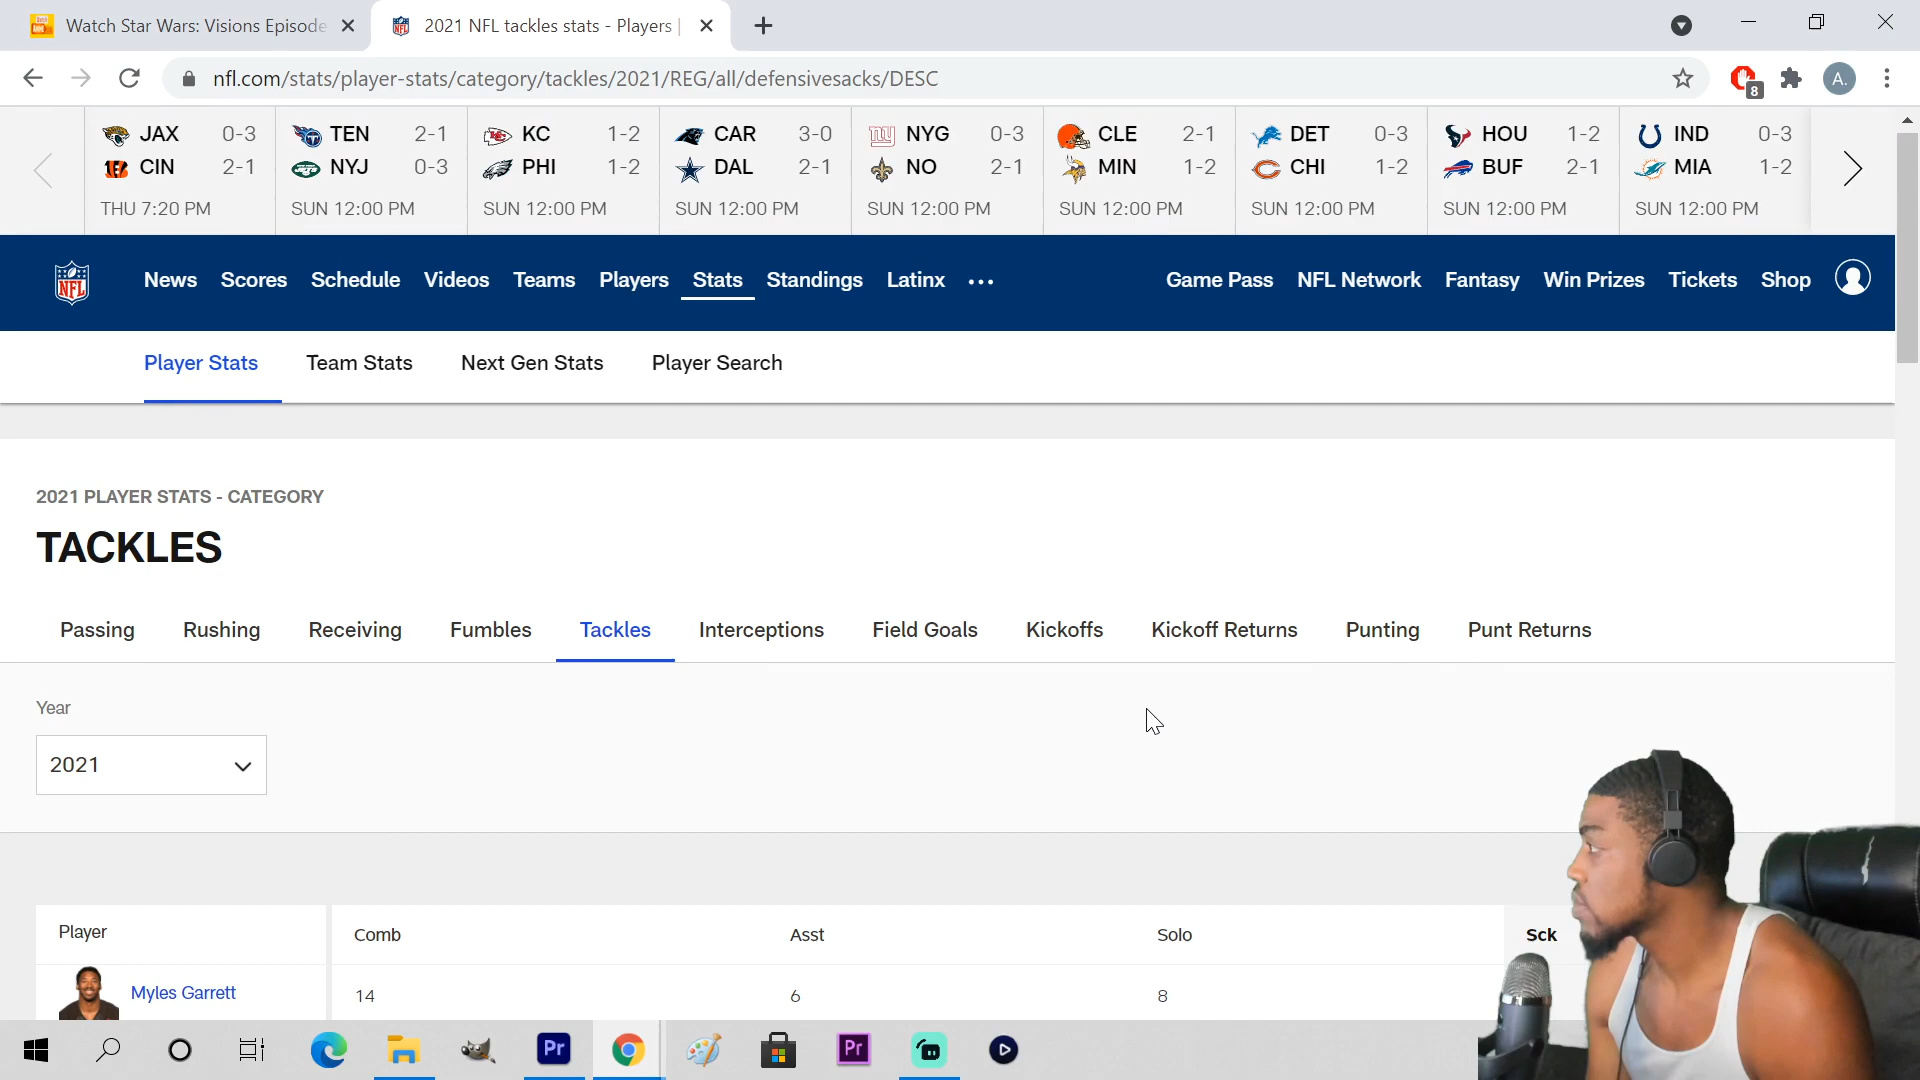 Watch Star Wars: Visions Episode
2021 NFL tackles stats - Players |
nfl.com/stats/player-stats/category/tackles/2021/REG/all/defensivesacks/DESC
A.
8
JAX 0-3
CIN 2-1
THU 7:20 PM
TEN 2-1
NYJ 0-3
SUN 12:00 PM
KC 1-2
PHI 1-2
SUN 12:00 PM
CAR 3-0
DAL 2-1
SUN 12:00 PM
NYG 0-3
NO 2-1
SUN 12:00 PM
CLE 2-1
MIN 1-2
SUN 12:00 PM
DET 0-3
CHI 1-2
SUN 12:00 PM
HOU 1-2
BUF 2-1
SUN 12:00 PM
IND 0-3
MIA 1-2
SUN 12:00 PM
NFL News Scores Schedule Videos Teams Players Stats Standings Latinx ... Game Pass NFL Network Fantasy Win Prizes Tickets Shop
Player Stats Team Stats Next Gen Stats Player Search
2021 PLAYER STATS - CATEGORY
TACKLES
Passing Rushing Receiving Fumbles Tackles Interceptions Field Goals Kickoffs Kickoff Returns Punting Punt Returns
Year
2021
Player Comb Asst Solo Sck
Myles Garrett 14 6 8
Pr Pr